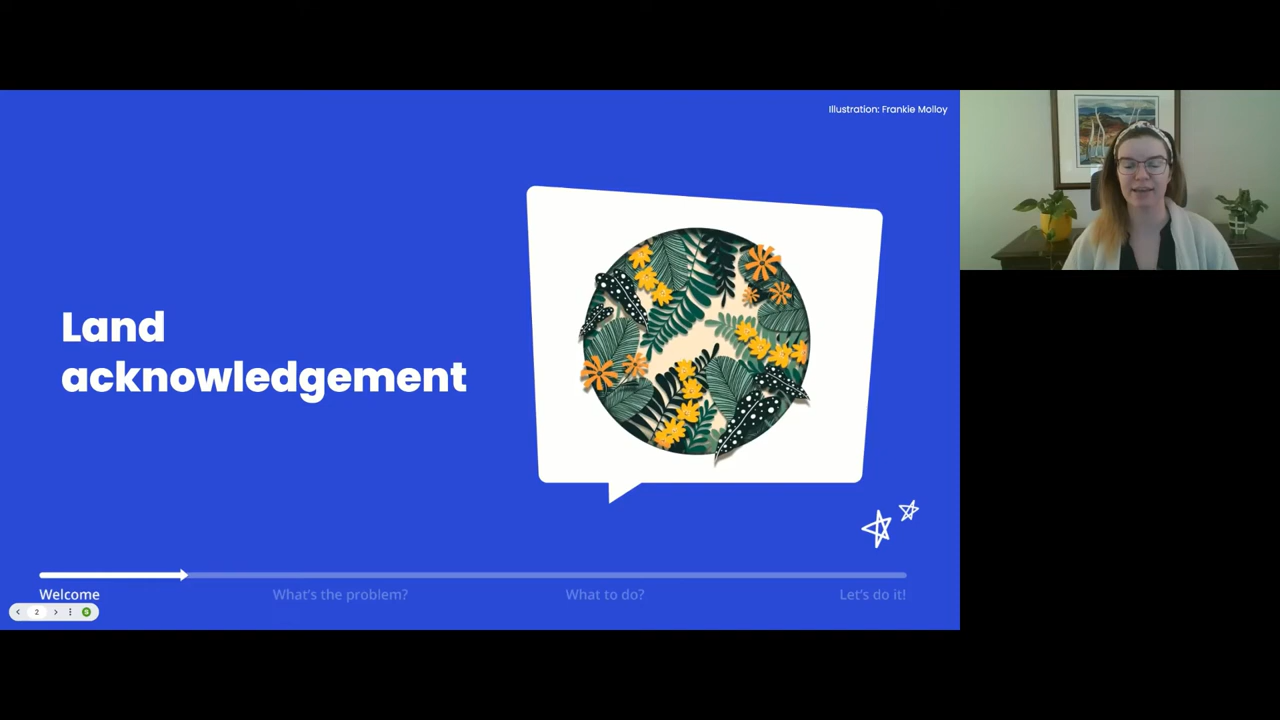 Illustration: Frankie Molloy
Land
acknowledgement
Welcome
What's the problem?
What to do?
Let's do it!
2